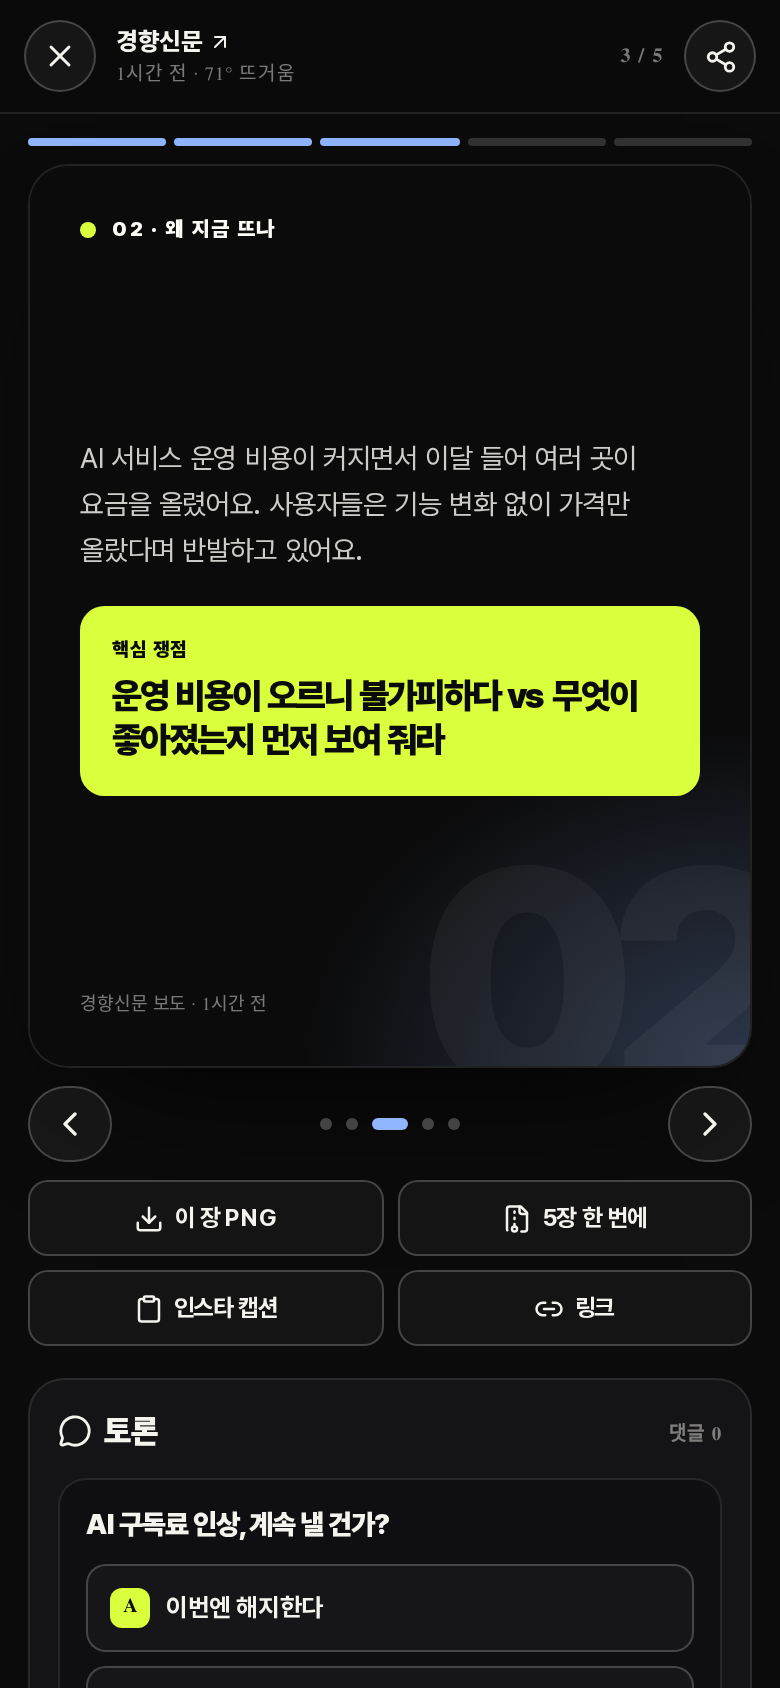 경향신문
1시간 전 · 71° 뜨거움
3 / 5
02 · 왜 지금 뜨나
AI 서비스 운영 비용이 커지면서 이달 들어 여러 곳이
요금을 올렸어요. 사용자들은 기능 변화 없이 가격만
올랐다며 반발하고 있어요.
핵심 쟁점
운영 비용이 오르니 불가피하다 vs 무엇이
좋아졌는지 먼저 보여 줘라
02
경향신문 보도 · 1시간 전
이 장 PNG
5장 한 번에
인스타 캡션
링크
토론
댓글 0
AI 구독료 인상, 계속 낼 건가?
A 이번엔 해지한다